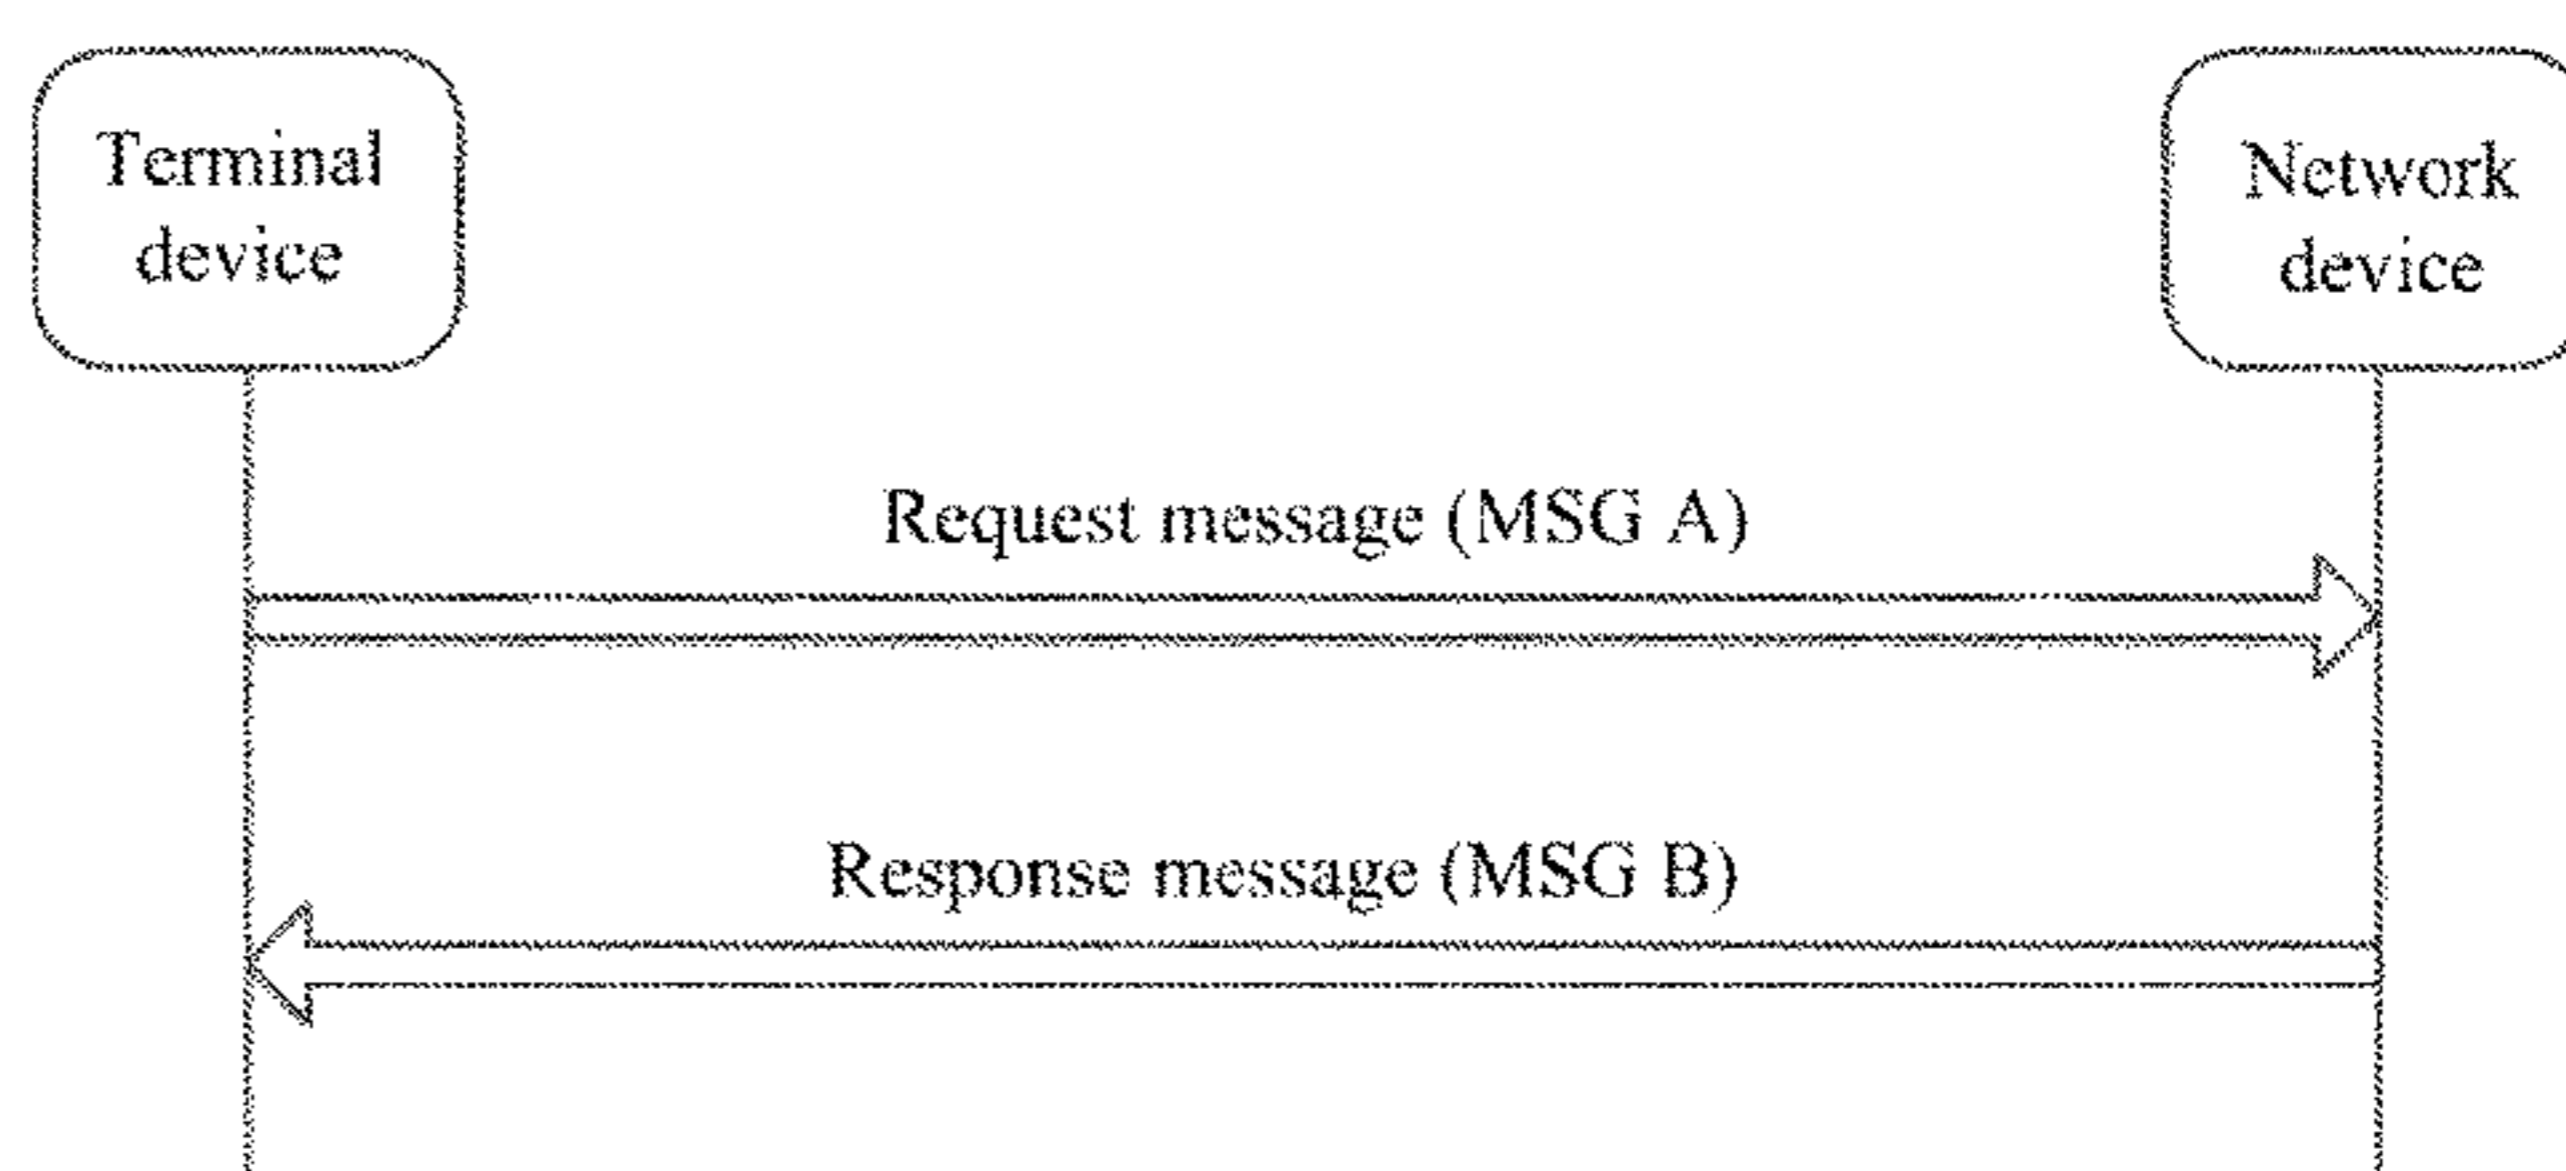 Terminal
device
Network
device
Request message (MSG A)
Response message (MSG B)